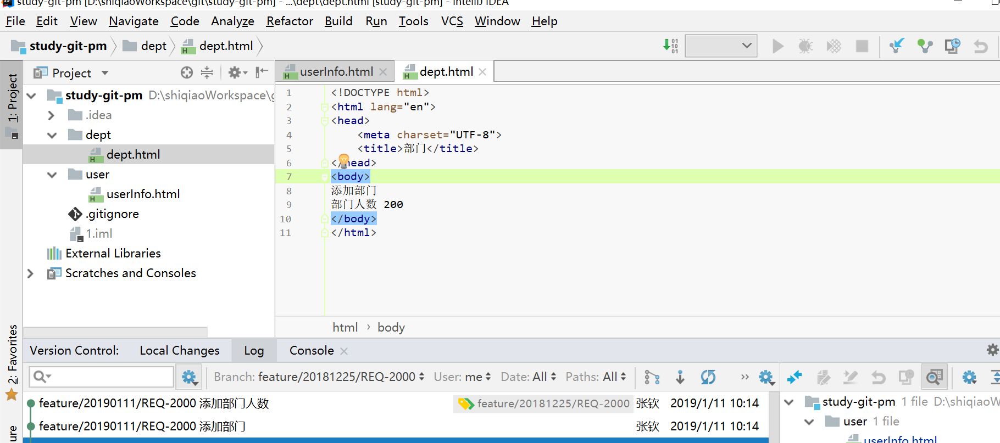 study-git-pm [D:\shiqiaoWorkspace\git\study-git-pm] - ...\dept\dept.html [study-git-pm] - IntelliJ IDEA
File Edit View Navigate Code Analyze Refactor Build Run Tools VCS Window Help
study-git-pm dept dept.html
1: Project
Project
study-git-pm D:\shiqiaoWorkspace\g
.idea
dept
dept.html
user
userInfo.html
.gitignore
1.iml
External Libraries
Scratches and Consoles
userInfo.html dept.html
1 <!DOCTYPE html>
2 <html lang="en">
3 <head>
4 <meta charset="UTF-8">
5 <title>部门</title>
6 </head>
7 <body>
8 添加部门
9 部门人数 200
10 </body>
11 </html>
html › body
2: Favorites
Version Control: Local Changes Log Console
Branch: feature/20181225/REQ-2000 User: me Date: All Paths: All
feature/20190111/REQ-2000 添加部门人数 feature/20181225/REQ-2000 张钦 2019/1/11 10:14
feature/20190111/REQ-2000 添加部门 张钦 2019/1/11 10:14
study-git-pm 1 file D:\shiqiaoW
user 1 file
userInfo.html
ure